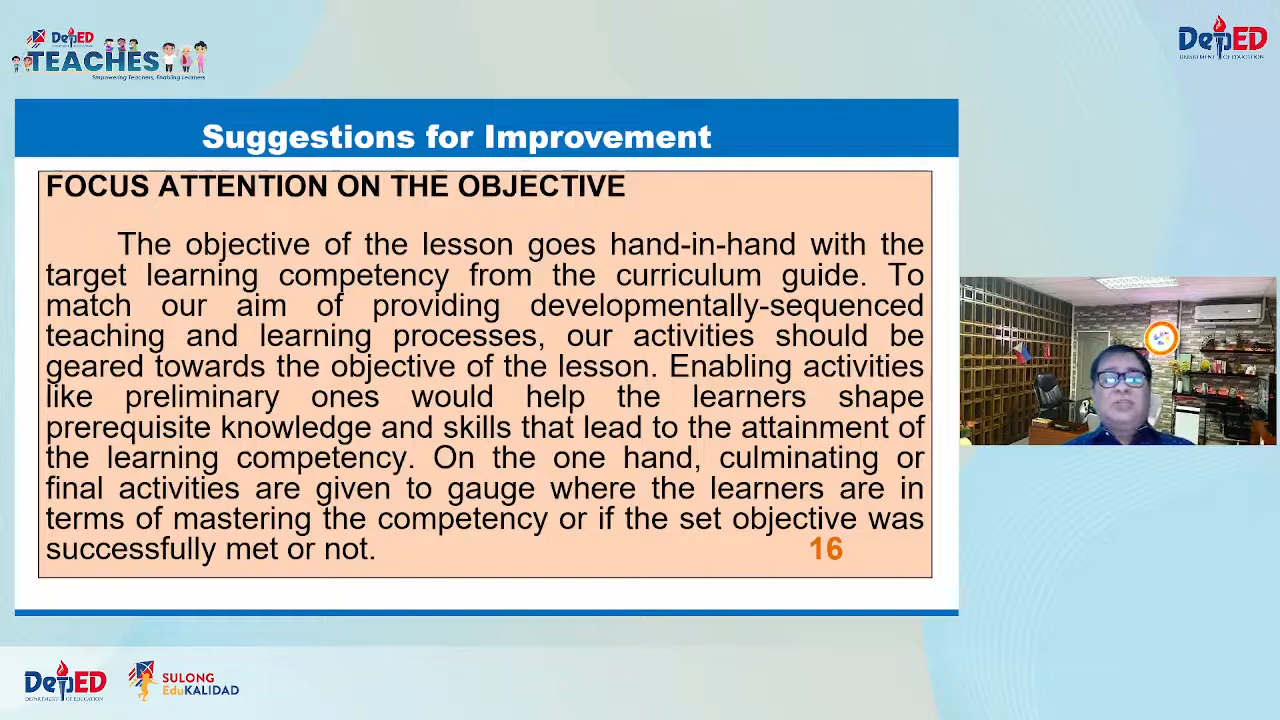 DepED
TEACHES
Empowering Teachers, Enabling Learners
DepED
DEPARTMENT OF EDUCATION
Suggestions for Improvement
FOCUS ATTENTION ON THE OBJECTIVE
The objective of the lesson goes hand-in-hand with the
target learning competency from the curriculum guide. To
match our aim of providing developmentally-sequenced
teaching and learning processes, our activities should be
geared towards the objective of the lesson. Enabling activities
like preliminary ones would help the learners shape
prerequisite knowledge and skills that lead to the attainment of
the learning competency. On the one hand, culminating or
final activities are given to gauge where the learners are in
terms of mastering the competency or if the set objective was
successfully met or not. 16
DepED
DEPARTMENT OF EDUCATION
SULONG
EduKALIDAD